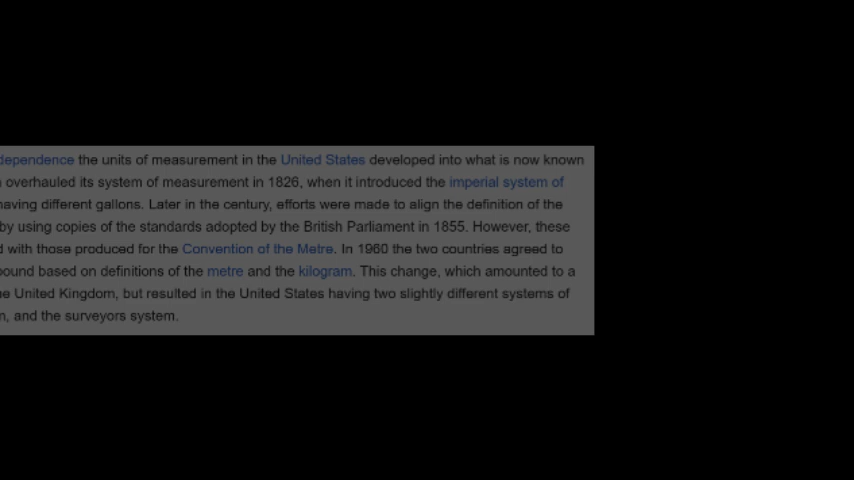 dependence the units of measurement in the United States developed into what is now known
overhauled its system of measurement in 1826, when it introduced the imperial system of
having different gallons. Later in the century, efforts were made to align the definition of the
by using copies of the standards adopted by the British Parliament in 1855. However, these
d with those produced for the Convention of the Metre. In 1960 the two countries agreed to
ound based on definitions of the metre and the kilogram. This change, which amounted to a
e United Kingdom, but resulted in the United States having two slightly different systems of
, and the surveyors system.